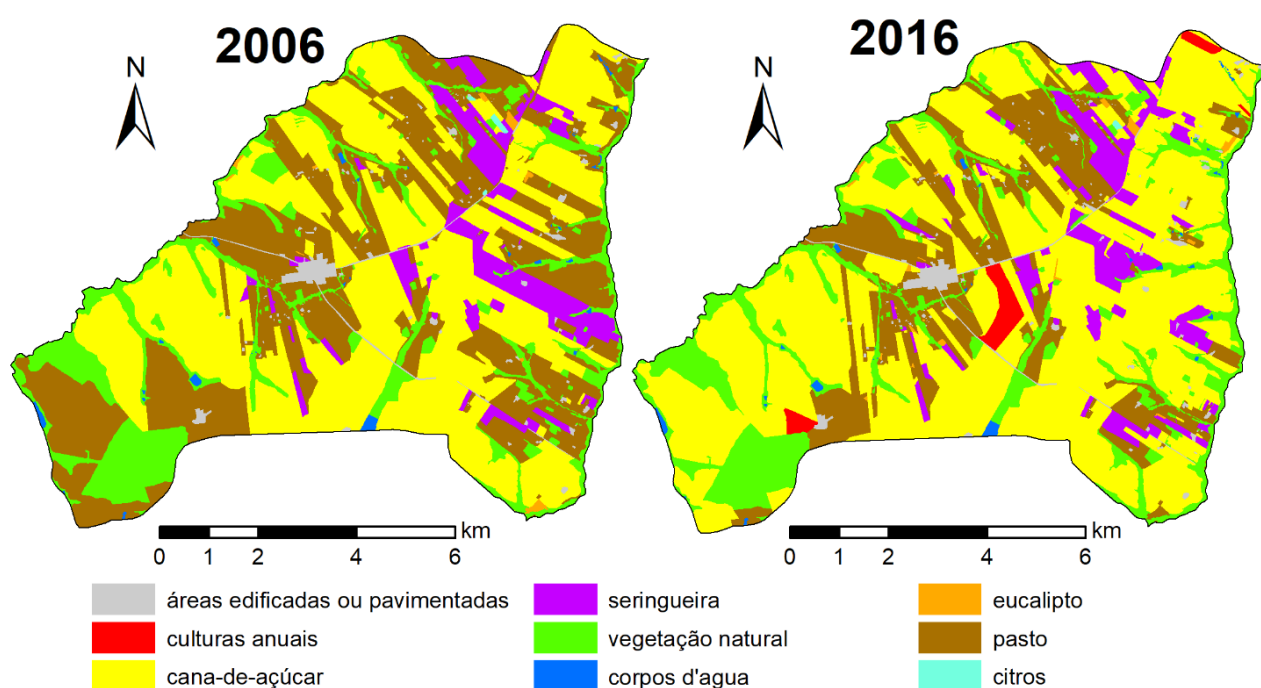 2006
2016
N
N
km
0 1 2 4 6
km
0 1 2 4 6
áreas edificadas ou pavimentadas
seringueira
eucalipto
culturas anuais
vegetação natural
pasto
cana-de-açúcar
corpos d'agua
citros